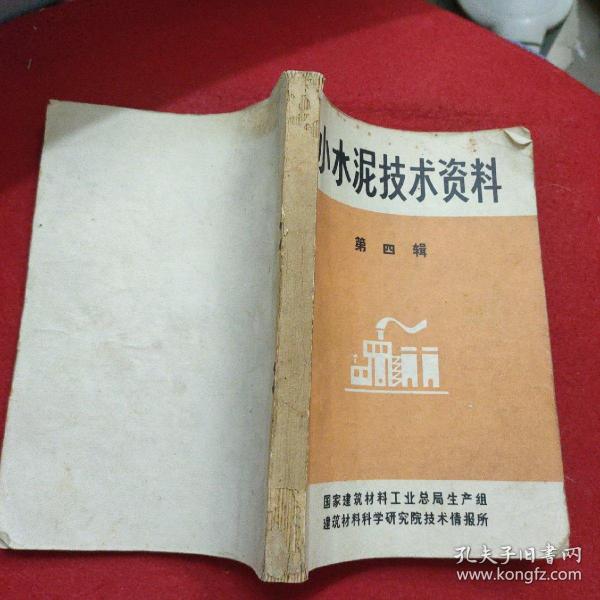 小水泥技术资料
第四辑
国家建筑材料工业总局生产组
建筑材料科学研究院技术情报所
孔夫子旧书网
www.kongfz.com